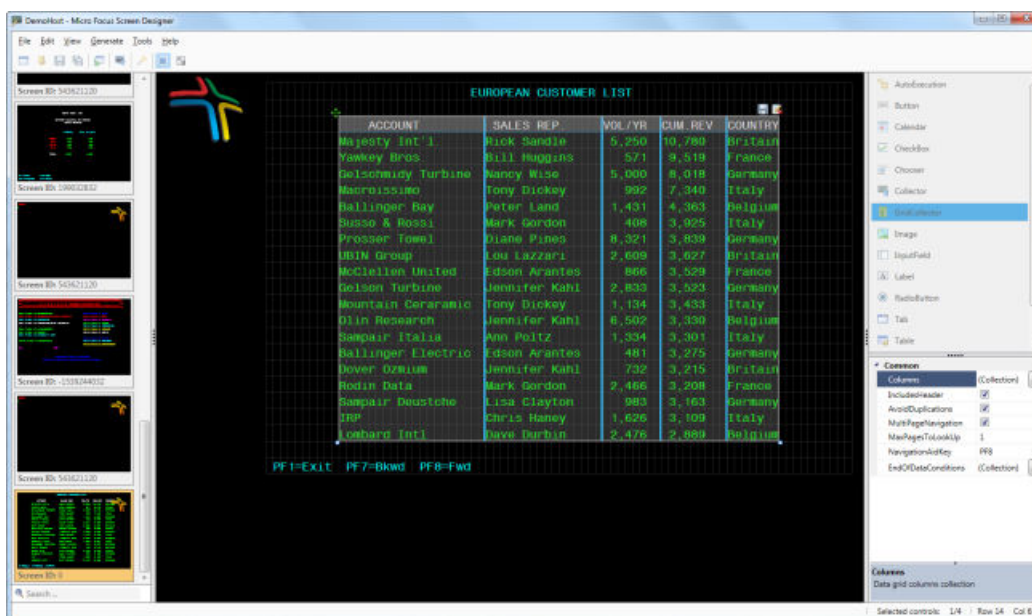 DemoHost - Micro Focus Screen Designer
File Edit View Generate Tools Help
Screen ID: 543621120
Screen ID: 199032832
Screen ID: 543621120
Screen ID: -1539244032
Screen ID: 543621120
Screen ID: 0
Search...
EUROPEAN CUSTOMER LIST
ACCOUNT SALES REP. VOL/YR CUM.REV COUNTRY
Majesty Int'l. Rick Sandle 5,250 10,780 Britain
Yawkey Bros. Bill Huggins 571 9,519 France
Gelschmidy Turbine Nancy Wise 5,000 8,018 Germany
Macroissimo Tony Dickey 992 7,340 Italy
Ballinger Bay Peter Land 1,431 4,363 Belgium
Susso & Rossi Mark Gordon 408 3,925 Italy
Prosser Towel Diane Pines 8,321 3,839 Germany
UBIN Group Lou Lazzari 2,609 3,627 Britain
McClellen United Edson Arantes 866 3,529 France
Gelson Turbine Jennifer Kahl 2,833 3,523 Germany
Mountain Ceraramic Tony Dickey 1,134 3,433 Italy
Olin Research Jennifer Kahl 6,502 3,330 Belgium
Sampair Italia Ann Poltz 1,334 3,301 Italy
Ballinger Electric Edson Arantes 481 3,275 Germany
Dover Ozmium Jennifer Kahl 732 3,215 Britain
Rodin Data Mark Gordon 2,466 3,208 France
Sampair Deustche Lisa Clayton 983 3,163 Germany
IRP Chris Haney 1,626 3,109 Italy
Lombard Intl Dave Durbin 2,476 2,889 Belgium
PF1=Exit PF7=Bkwd PF8=Fwd
AutoExecution
Button
Calendar
CheckBox
Chooser
Collector
GridCollector
Image
InputField
Label
RadioButton
Tab
Table
Common
Columns (Collection)
IncludesHeader
AvoidDuplications
MultiPageNavigation
MaxPagesToLookUp 1
NavigationAidKey PF8
EndOfDataConditions (Collection)
Columns
Data grid columns collection
Selected controls: 1/4 Row 14 Col 6